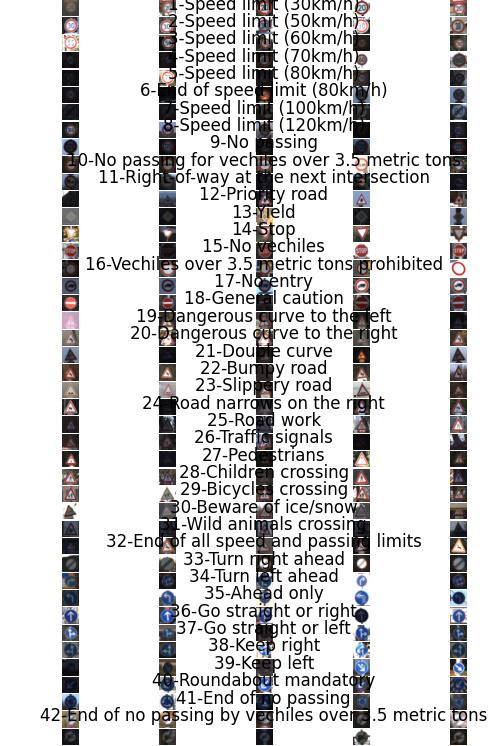 1-Speed limit (30km/h)
2-Speed limit (50km/h)
3-Speed limit (60km/h)
4-Speed limit (70km/h)
5-Speed limit (80km/h)
6-End of speed limit (80km/h)
7-Speed limit (100km/h)
8-Speed limit (120km/h)
9-No passing
10-No passing for vechiles over 3.5 metric tons
11-Right-of-way at the next intersection
12-Priority road
13-Yield
14-Stop
15-No vechiles
16-Vechiles over 3.5 metric tons prohibited
17-No entry
18-General caution
19-Dangerous curve to the left
20-Dangerous curve to the right
21-Double curve
22-Bumpy road
23-Slippery road
24-Road narrows on the right
25-Road work
26-Traffic signals
27-Pedestrians
28-Children crossing
29-Bicycles crossing
30-Beware of ice/snow
31-Wild animals crossing
32-End of all speed and passing limits
33-Turn right ahead
34-Turn left ahead
35-Ahead only
36-Go straight or right
37-Go straight or left
38-Keep right
39-Keep left
40-Roundabout mandatory
41-End of no passing
42-End of no passing by vechiles over 3.5 metric tons